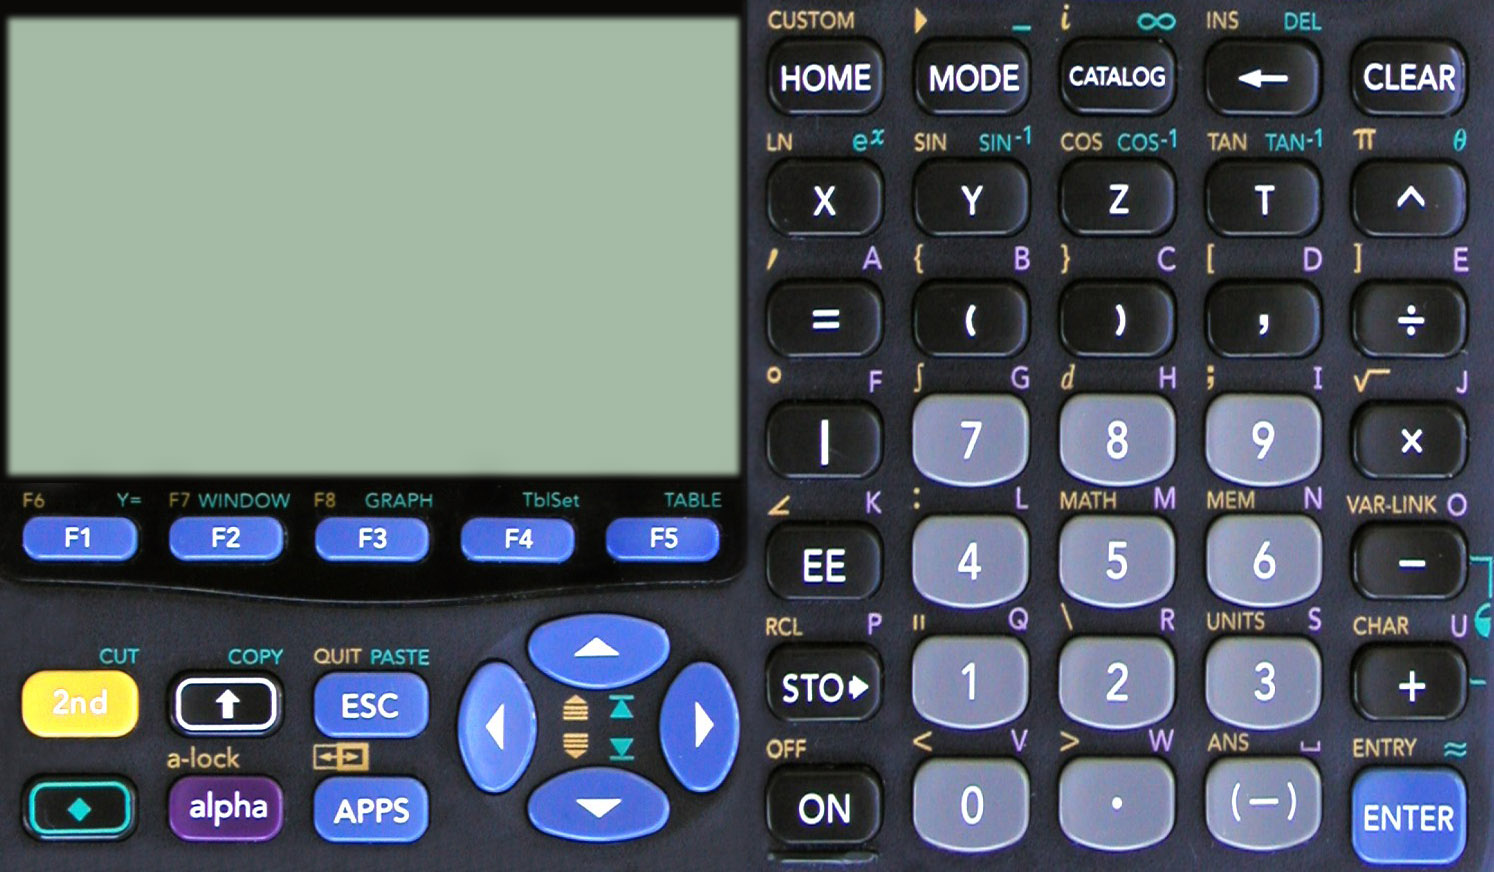 CUSTOM ▶ _ i ∞ INS DEL
HOME MODE CATALOG ← CLEAR
LN eˣ SIN SIN⁻¹ COS COS⁻¹ TAN TAN⁻¹ π θ
X Y Z T ^
′ A { B } C [ D ] E
= ( ) , ÷
° F ∫ G d H ; I √ J
| 7 8 9 ×
∠ K : L MATH M MEM N VAR-LINK O
EE 4 5 6 −
RCL P " Q \ R UNITS S CHAR U
STO▶ 1 2 3 +
OFF < V > W ANS ⎵ ENTRY ≈
ON 0 . (−) ENTER
F6 Y= F7 WINDOW F8 GRAPH TblSet TABLE
F1 F2 F3 F4 F5
CUT COPY QUIT PASTE
2nd ↑ ESC
a-lock
◆ alpha APPS